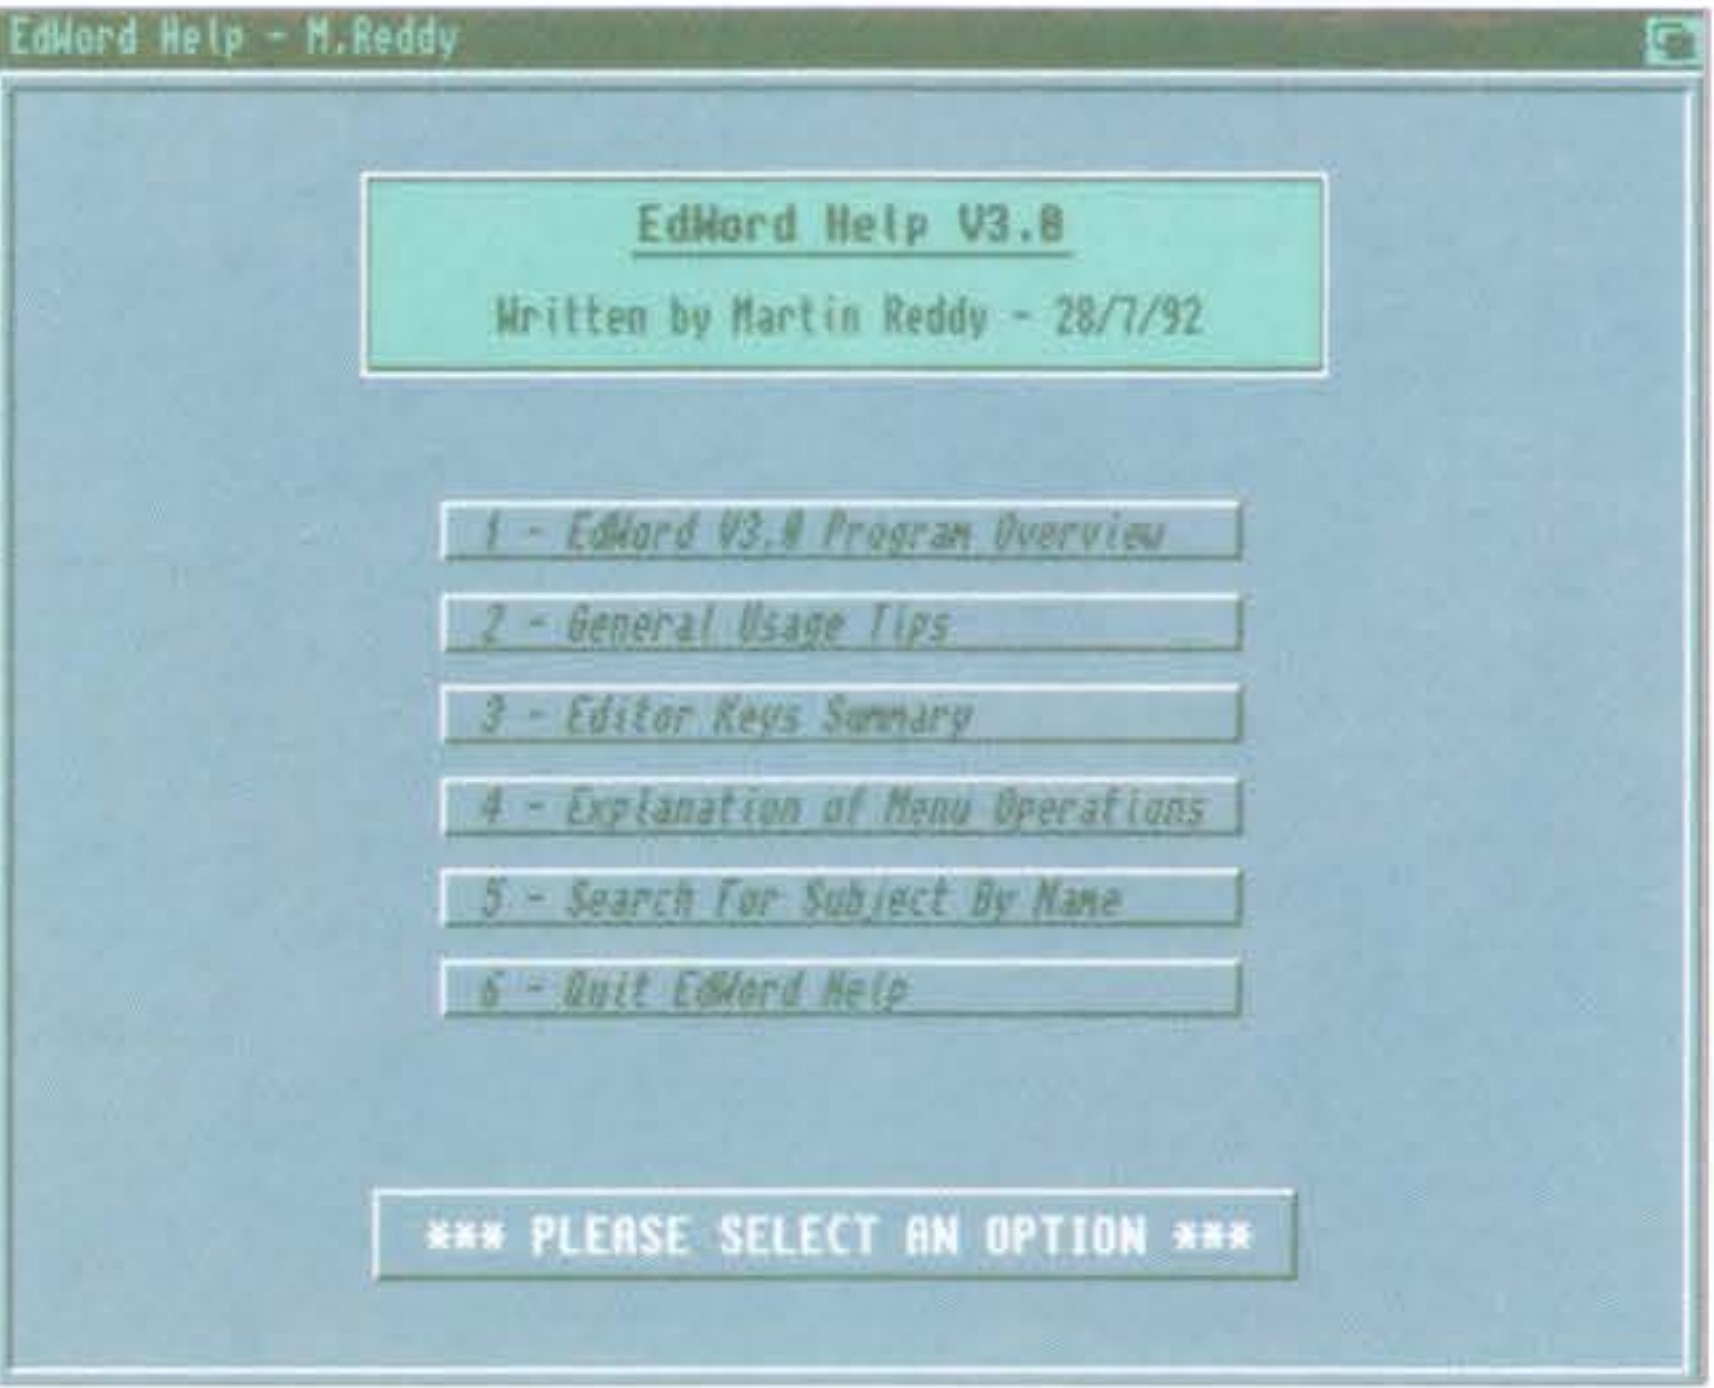 EdWord Help - M.Reddy
EdWord Help V3.0
Written by Martin Reddy - 28/7/92
1 - EdWord V3.0 Program Overview
2 - General Usage Tips
3 - Editor Keys Summary
4 - Explanation of Menu Operations
5 - Search For Subject By Name
6 - Quit EdWord Help
*** PLEASE SELECT AN OPTION ***